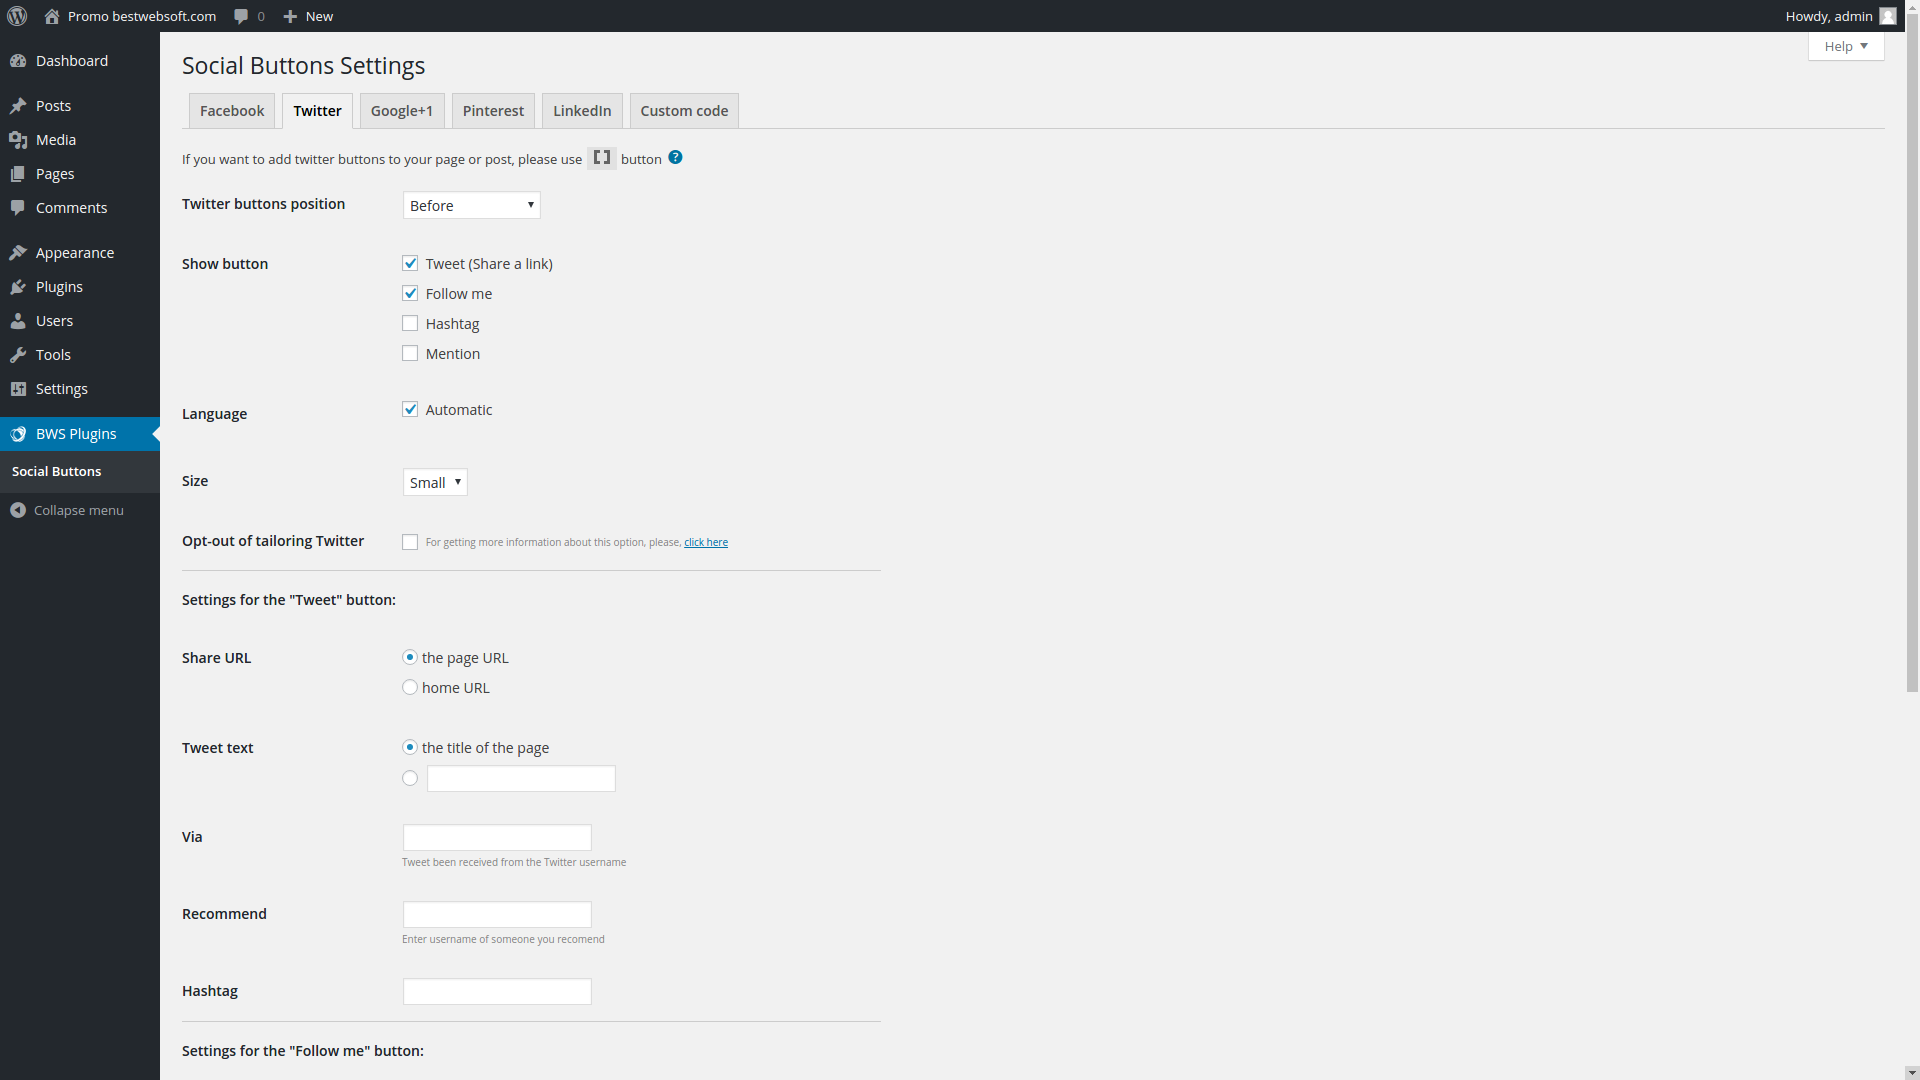 Promo bestwebsoft.com 0 New Howdy, admin
Help
Dashboard
Posts
Media
Pages
Comments
Appearance
Plugins
Users
Tools
Settings
BWS Plugins
Social Buttons
Collapse menu
Social Buttons Settings
Facebook Twitter Google+1 Pinterest LinkedIn Custom code
If you want to add twitter buttons to your page or post, please use [] button ?
Twitter buttons position Before
Show button Tweet (Share a link)
Follow me
Hashtag
Mention
Language Automatic
Size Small
Opt-out of tailoring Twitter For getting more information about this option, please, click here
Settings for the "Tweet" button:
Share URL the page URL
home URL
Tweet text the title of the page
Via
Tweet been received from the Twitter username
Recommend
Enter username of someone you recomend
Hashtag
Settings for the "Follow me" button: